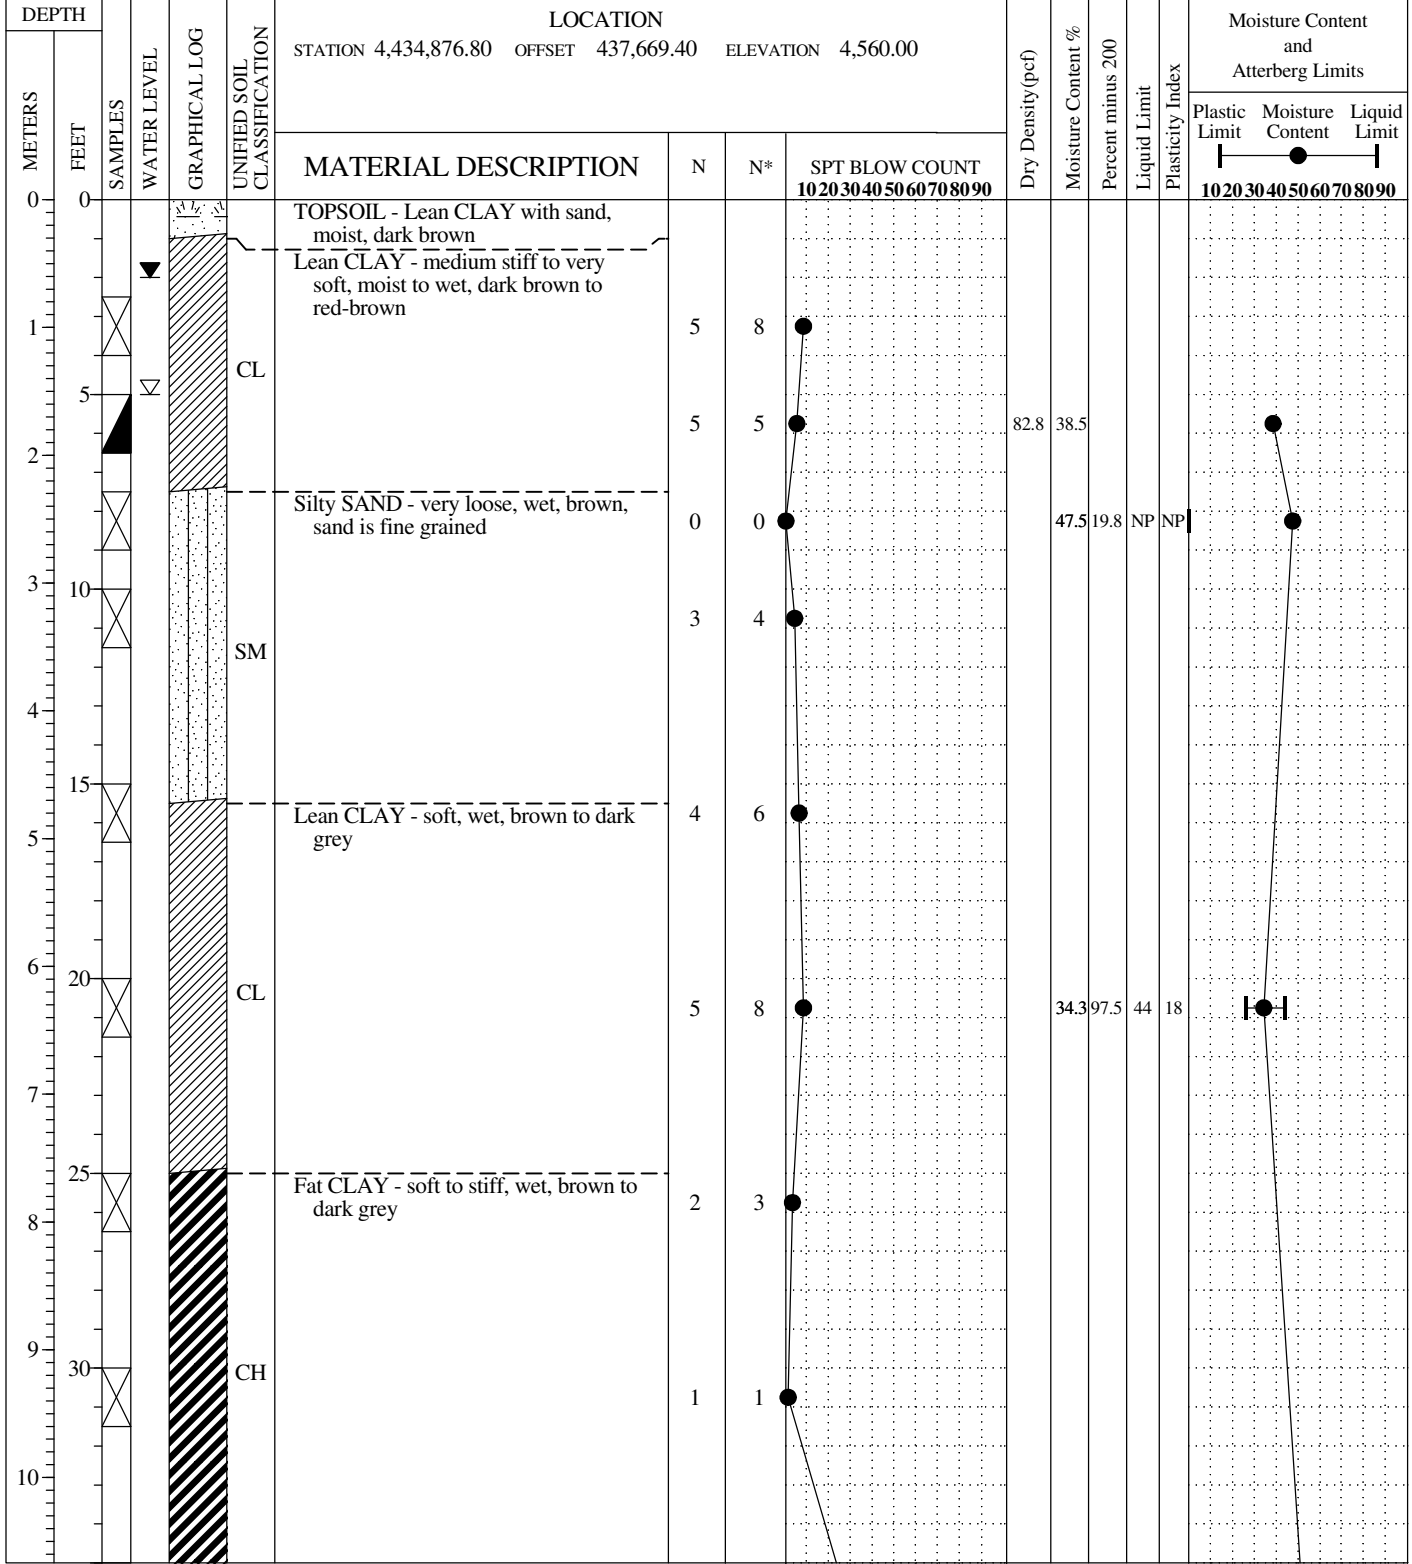 DEPTH
METERS
FEET
SAMPLES
WATER LEVEL
GRAPHICAL LOG
UNIFIED SOIL
CLASSIFICATION
LOCATION
STATION 4,434,876.80 OFFSET 437,669.40 ELEVATION 4,560.00
MATERIAL DESCRIPTION
N
N*
SPT BLOW COUNT
10 20 30 40 50 60 70 80 90
Dry Density(pcf)
Moisture Content %
Percent minus 200
Liquid Limit
Plasticity Index
Moisture Content
and
Atterberg Limits
Plastic Moisture Liquid
Limit Content Limit
10 20 30 40 50 60 70 80 90
0 0
TOPSOIL - Lean CLAY with sand,
moist, dark brown
Lean CLAY - medium stiff to very
soft, moist to wet, dark brown to
red-brown
1 5 8
CL
5
5 5 82.8 38.5
2
Silty SAND - very loose, wet, brown,
sand is fine grained
0 0 47.5 19.8 NP NP
3 10
3 4
SM
4
15
Lean CLAY - soft, wet, brown to dark
grey
4 6
5
6 20
CL
5 8 34.3 97.5 44 18
7
25
Fat CLAY - soft to stiff, wet, brown to
dark grey
2 3
8
9
30
CH
1 1
10